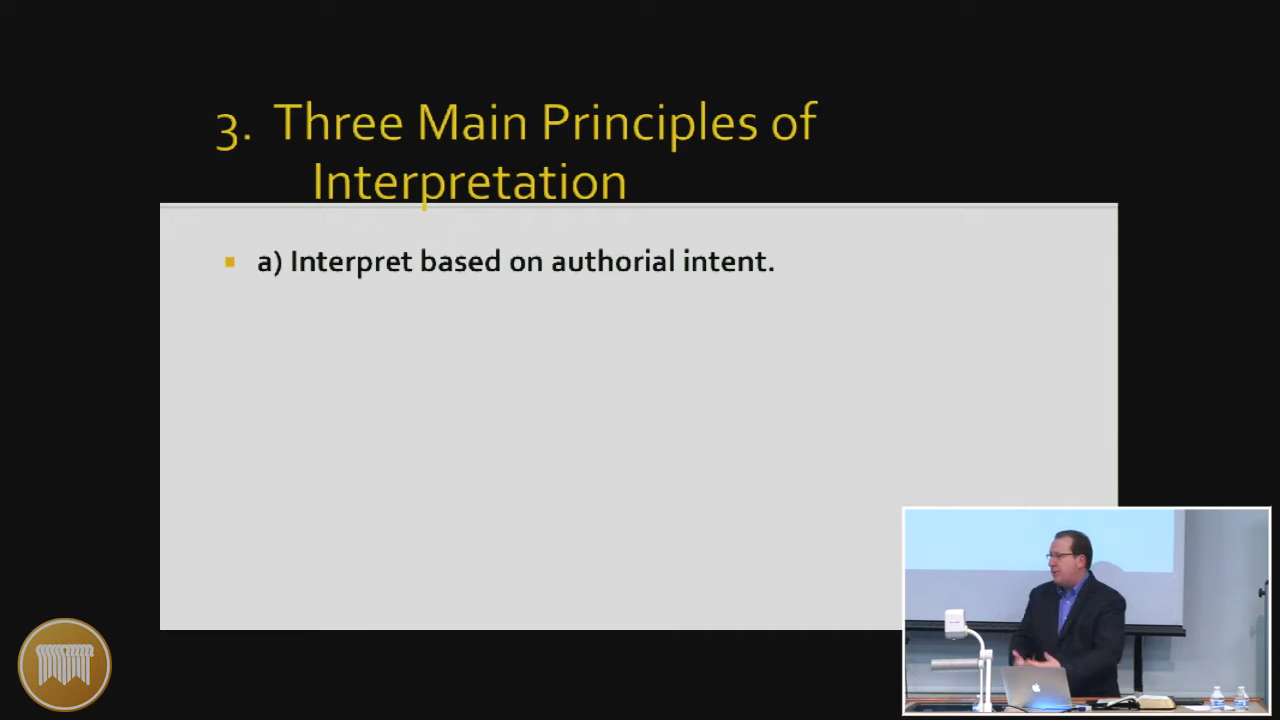 3. Three Main Principles of
Interpretation
a) Interpret based on authorial intent.